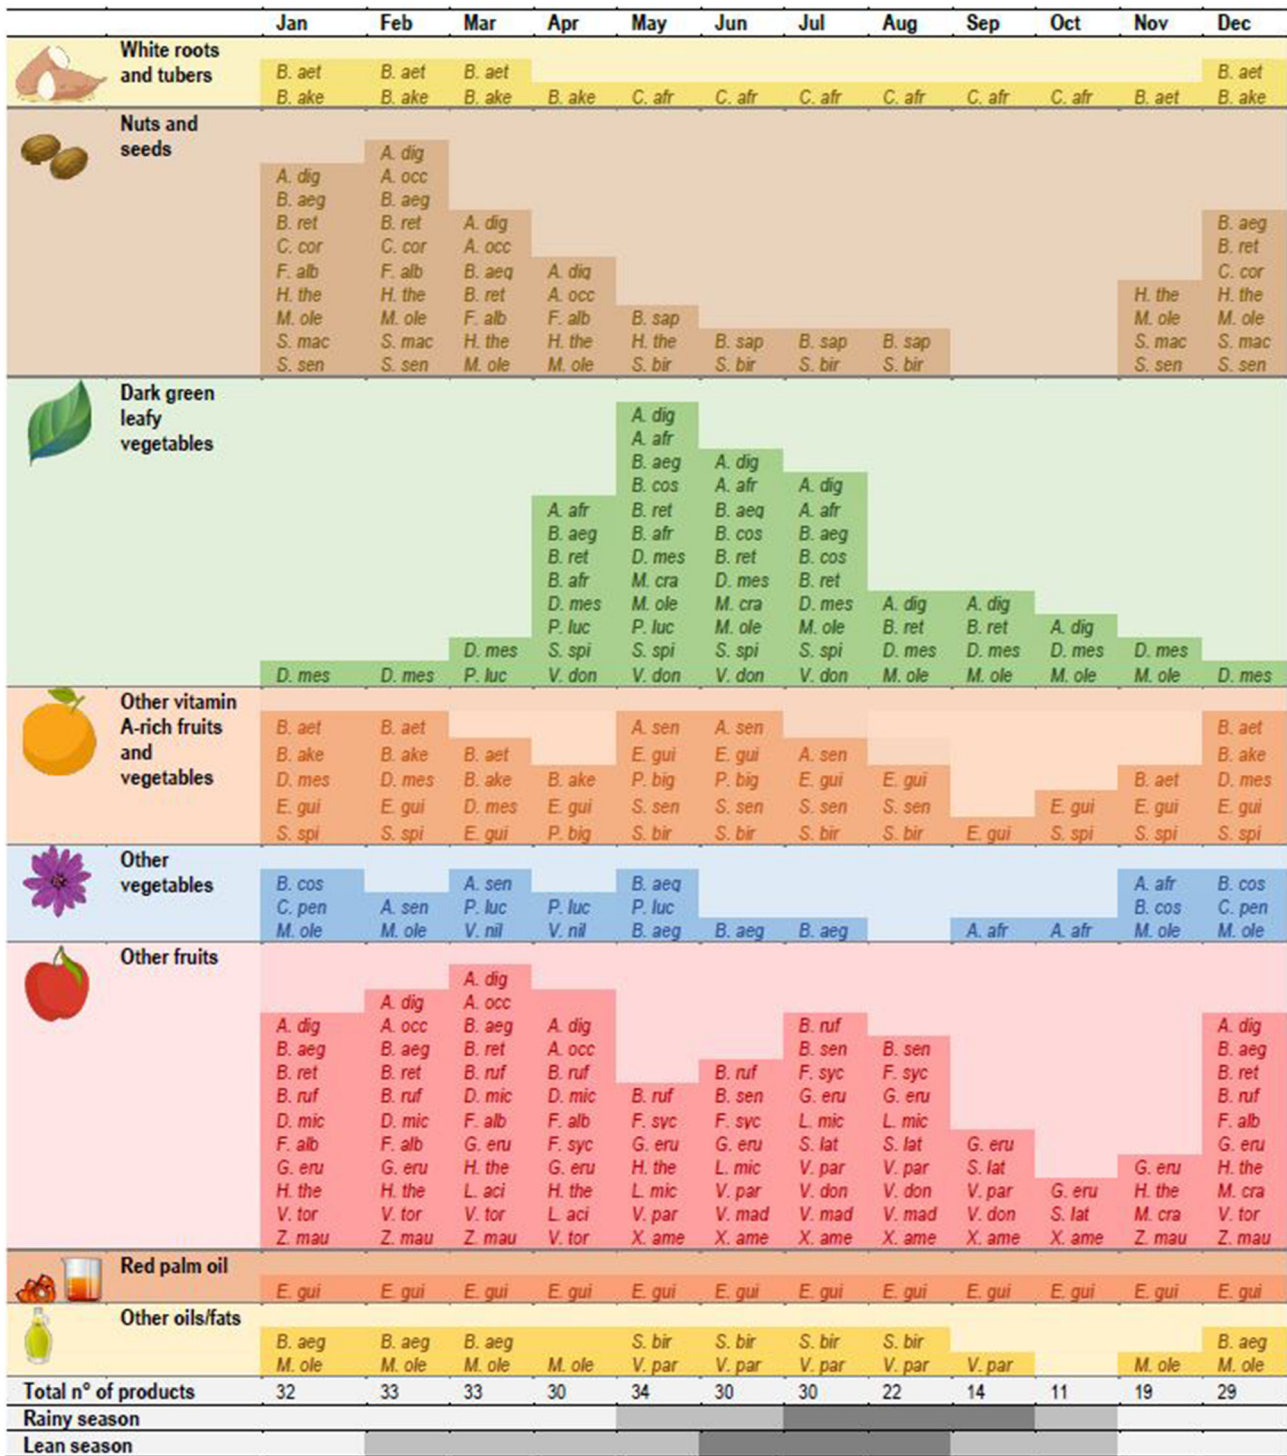 Jan Feb Mar Apr May Jun Jul Aug Sep Oct Nov Dec
White roots
and tubers
B. aet B. aet B. aet B. aet
B. ake B. ake B. ake B. ake C. afr C. afr C. afr C. afr C. afr C. afr B. aet B. ake
Nuts and
seeds
A. dig
A. dig A. occ
B. aeg B. aeg
B. ret B. ret A. dig B. aeg
C. cor C. cor A. occ B. ret
F. alb F. alb B. aeg A. dig C. cor
H. the H. the B. ret A. occ H. the H. the
M. ole M. ole F. alb F. alb B. sap M. ole M. ole
S. mac S. mac H. the H. the H. the B. sap B. sap B. sap S. mac S. mac
S. sen S. sen M. ole M. ole S. bir S. bir S. bir S. bir S. sen S. sen
Dark green
leafy
vegetables
A. dig
A. afr
B. aeg A. dig
B. cos A. afr A. dig
A. afr B. ret B. aeg A. afr
B. aeg B. afr B. cos B. aeg
B. ret D. mes B. ret B. cos
B. afr M. cra D. mes B. ret
D. mes M. ole M. cra D. mes A. dig A. dig
P. luc P. luc M. ole M. ole B. ret B. ret A. dig
D. mes S. spi S. spi S. spi S. spi D. mes D. mes D. mes D. mes
D. mes D. mes P. luc V. don V. don V. don V. don M. ole M. ole M. ole M. ole D. mes
Other vitamin
A-rich fruits
and
vegetables
B. aet B. aet A. sen A. sen B. aet
B. ake B. ake B. aet E. gui E. gui A. sen B. ake
D. mes D. mes B. ake B. ake P. big P. big E. gui E. gui B. aet D. mes
E. gui E. gui D. mes E. gui S. sen S. sen S. sen S. sen E. gui E. gui E. gui
S. spi S. spi E. gui P. big S. bir S. bir S. bir S. bir E. gui S. spi S. spi S. spi
Other
vegetables
B. cos A. sen B. aeg A. afr B. cos
C. pen A. sen P. luc P. luc P. luc B. cos C. pen
M. ole M. ole V. nil V. nil B. aeg B. aeg B. aeg A. afr A. afr M. ole M. ole
Other fruits
A. dig
A. dig A. occ
A. dig A. occ B. aeg A. dig B. ruf A. dig
B. aeg B. aeg B. ret A. occ B. sen B. sen B. aeg
B. ret B. ret B. ruf B. ruf B. ruf F. syc F. syc B. ret
B. ruf B. ruf D. mic D. mic B. ruf B. sen G. eru G. eru B. ruf
D. mic D. mic F. alb F. alb F. syc F. syc L. mic L. mic F. alb
F. alb F. alb G. eru F. syc G. eru G. eru S. lat S. lat G. eru G. eru
G. eru G. eru H. the G. eru H. the L. mic V. par V. par S. lat G. eru H. the
H. the H. the L. aci H. the L. mic V. par V. don V. don V. par G. eru H. the M. cra
V. tor V. tor V. tor L. aci V. par V. mad V. mad V. mad V. don S. lat M. cra V. tor
Z. mau Z. mau Z. mau V. tor X. ame X. ame X. ame X. ame X. ame X. ame Z. mau Z. mau
Red palm oil
E. gui E. gui E. gui E. gui E. gui E. gui E. gui E. gui E. gui E. gui E. gui E. gui
Other oils/fats
B. aeg B. aeg B. aeg S. bir S. bir S. bir S. bir B. aeg
M. ole M. ole M. ole M. ole V. par V. par V. par V. par V. par M. ole M. ole
Total n° of products 32 33 33 30 34 30 30 22 14 11 19 29
Rainy season
Lean season